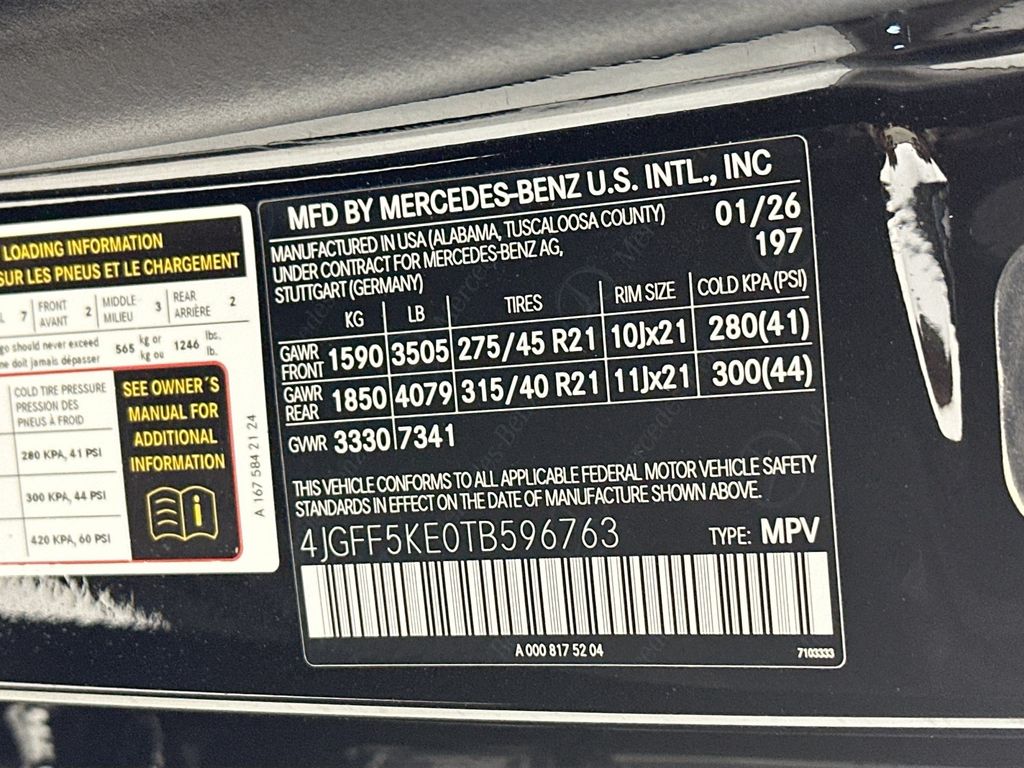 LOADING INFORMATION
SUR LES PNEUS ET LE CHARGEMENT
7 FRONT AVANT 2 MIDDLE MILIEU 3 REAR ARRIÈRE 2
go should never exceed
ne doit jamais dépasser
565 kg or kg ou 1246 lbs. lb.
COLD TIRE PRESSURE
PRESSION DES
PNEUS À FROID
280 KPA, 41 PSI
300 KPA, 44 PSI
420 KPA, 60 PSI
SEE OWNER´S
MANUAL FOR
ADDITIONAL
INFORMATION
A 167 584 21 24
MFD BY MERCEDES-BENZ U.S. INTL., INC
MANUFACTURED IN USA (ALABAMA, TUSCALOOSA COUNTY) 01/26
UNDER CONTRACT FOR MERCEDES-BENZ AG, 197
STUTTGART (GERMANY)
KG LB TIRES RIM SIZE COLD KPA (PSI)
GAWR FRONT 1590 3505 275/45 R21 10Jx21 280(41)
GAWR REAR 1850 4079 315/40 R21 11Jx21 300(44)
GVWR 3330 7341
THIS VEHICLE CONFORMS TO ALL APPLICABLE FEDERAL MOTOR VEHICLE SAFETY
STANDARDS IN EFFECT ON THE DATE OF MANUFACTURE SHOWN ABOVE.
4JGFF5KE0TB596763 TYPE: MPV
A 000 817 52 04 7103333